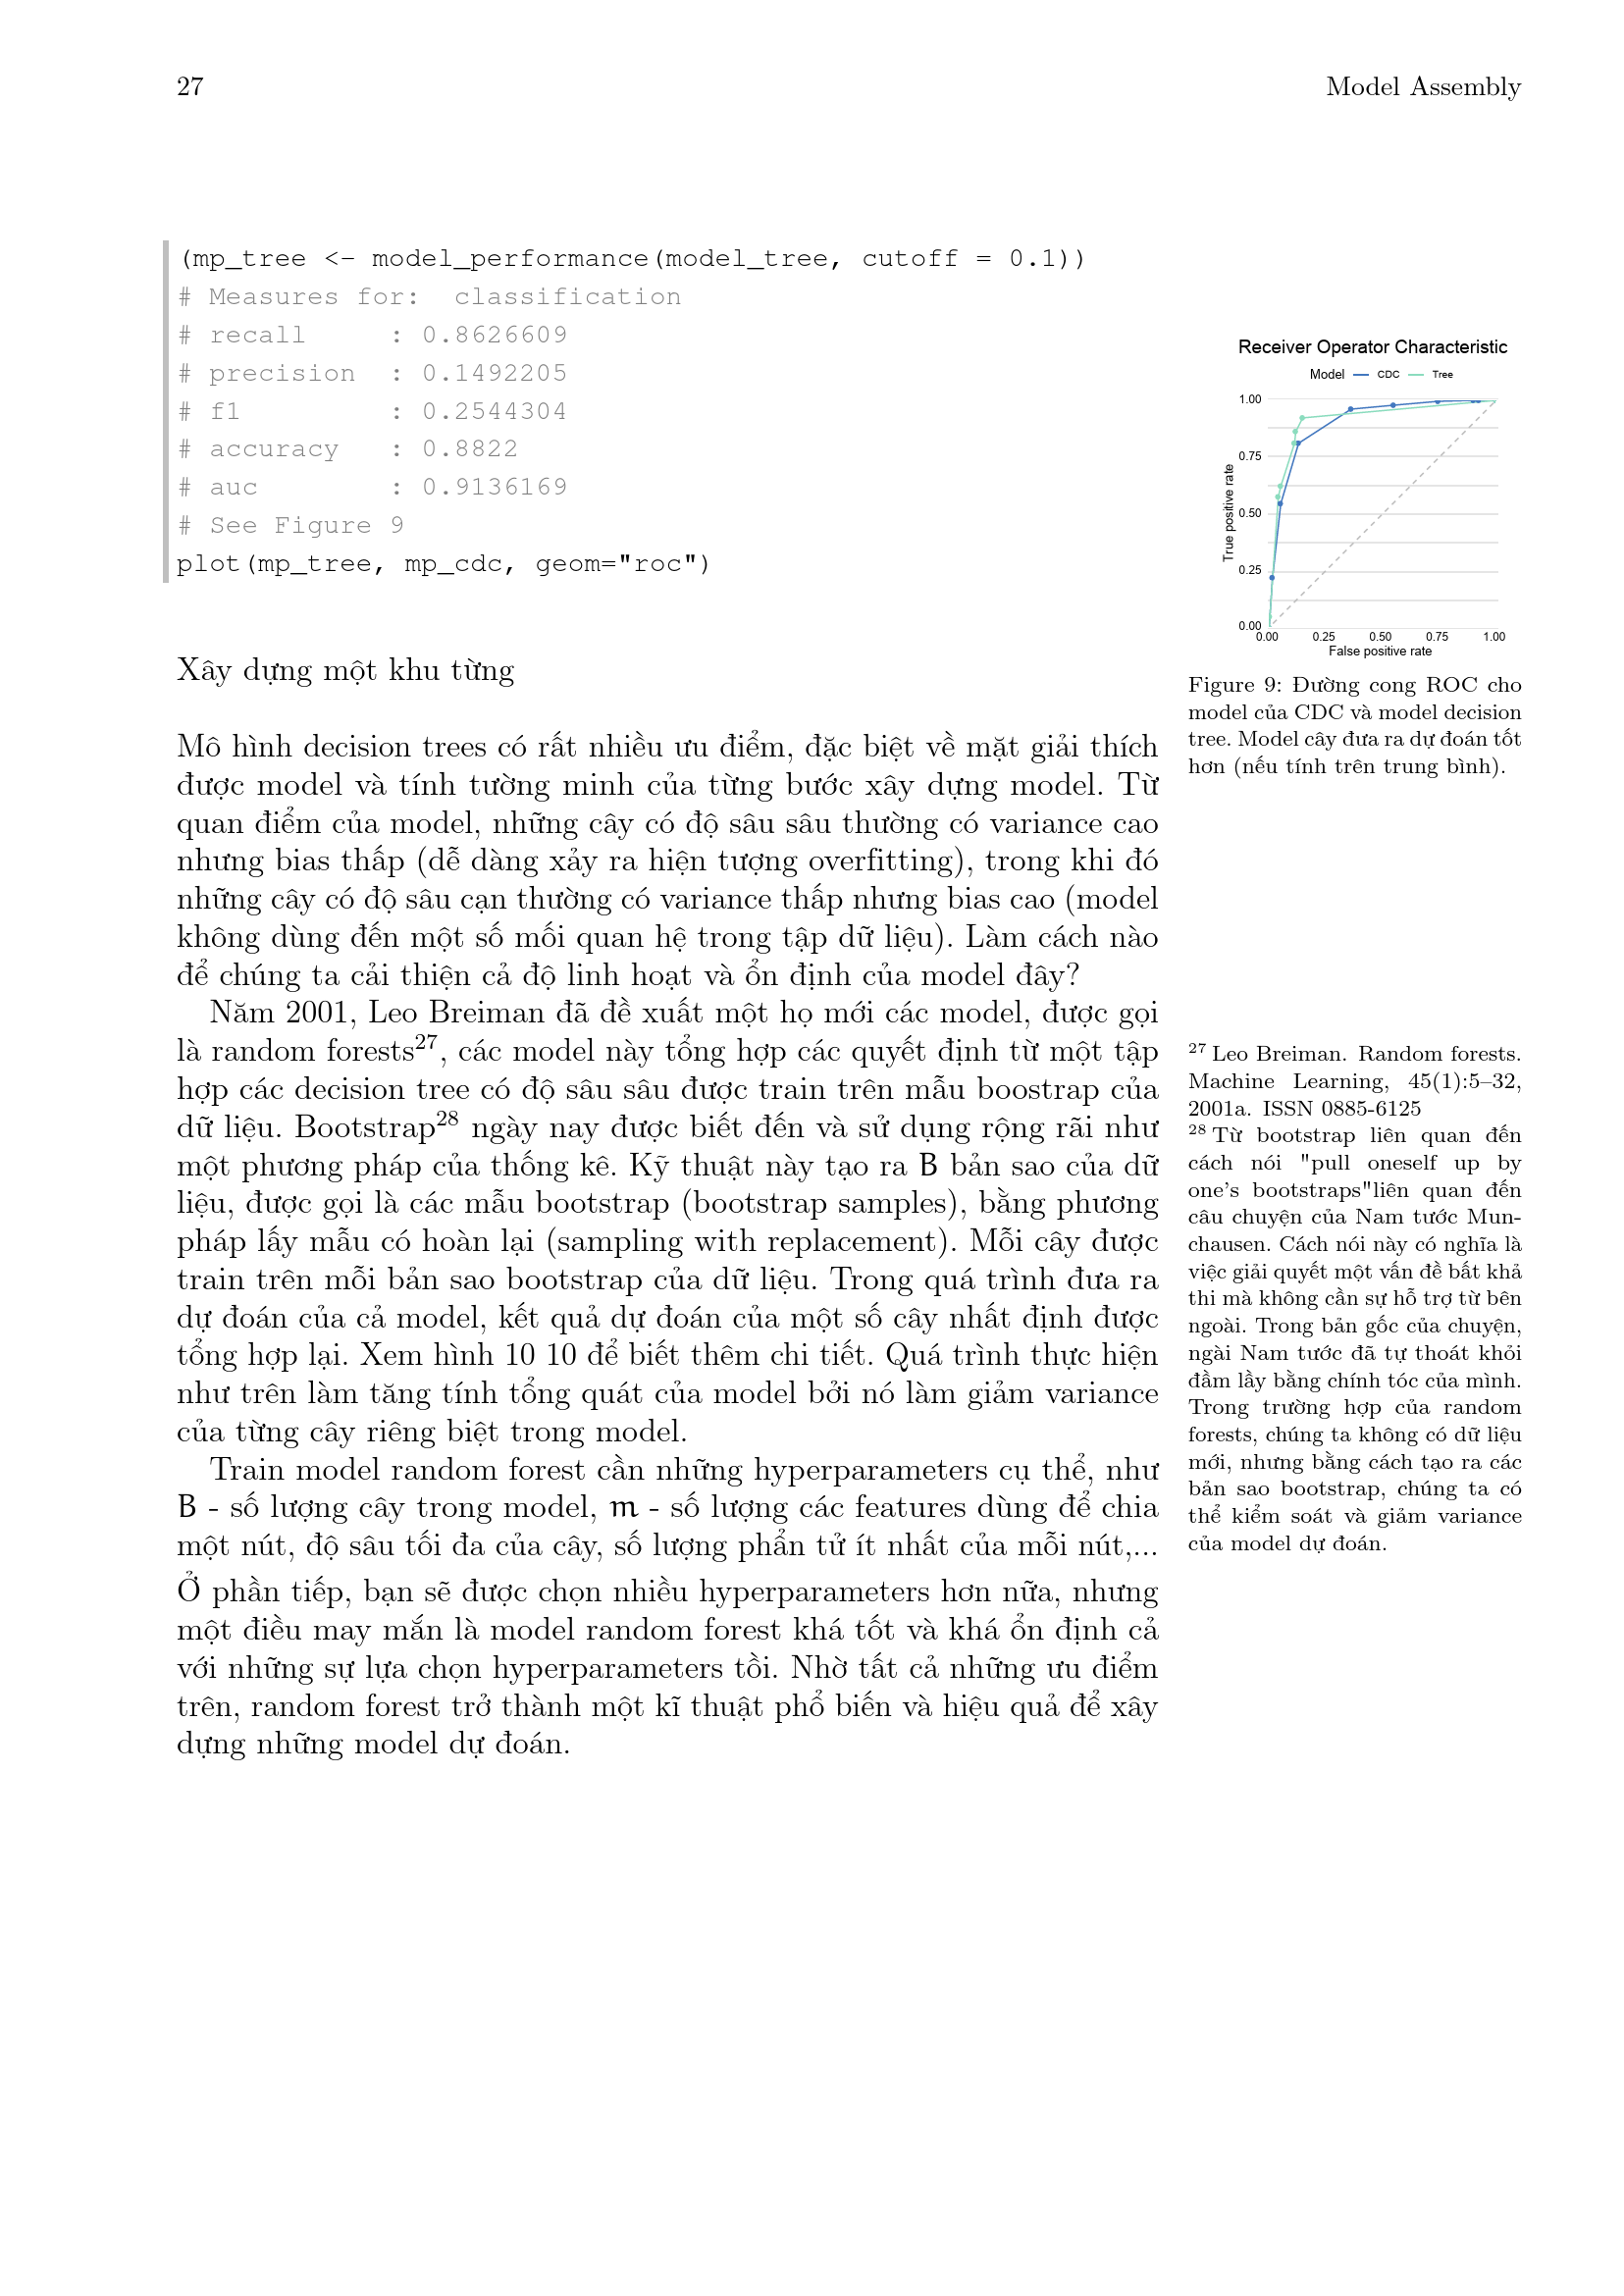 27
Model Assembly
(mp_tree <- model_performance(model_tree, cutoff = 0.1))
# Measures for:  classification
# recall     : 0.8626609
# precision  : 0.1492205
# f1         : 0.2544304
# accuracy   : 0.8822
# auc        : 0.9136169
# See Figure 9
plot(mp_tree, mp_cdc, geom="roc")
Receiver Operator Characteristic
Model CDC Tree
1.00
0.75
0.50
0.25
0.00
True positive rate
0.00 0.25 0.50 0.75 1.00
False positive rate
Figure 9: Đường cong ROC cho
model của CDC và model decision
tree. Model cây đưa ra dự đoán tốt
hơn (nếu tính trên trung bình).
Xây dựng một khu từng
Mô hình decision trees có rất nhiều ưu điểm, đặc biệt về mặt giải thích
được model và tính tường minh của từng bước xây dựng model. Từ
quan điểm của model, những cây có độ sâu sâu thường có variance cao
nhưng bias thấp (dễ dàng xảy ra hiện tượng overfitting), trong khi đó
những cây có độ sâu cạn thường có variance thấp nhưng bias cao (model
không dùng đến một số mối quan hệ trong tập dữ liệu). Làm cách nào
để chúng ta cải thiện cả độ linh hoạt và ổn định của model đây?
Năm 2001, Leo Breiman đã đề xuất một họ mới các model, được gọi
là random forests27, các model này tổng hợp các quyết định từ một tập
hợp các decision tree có độ sâu sâu được train trên mẫu boostrap của
dữ liệu. Bootstrap28 ngày nay được biết đến và sử dụng rộng rãi như
một phương pháp của thống kê. Kỹ thuật này tạo ra B bản sao của dữ
liệu, được gọi là các mẫu bootstrap (bootstrap samples), bằng phương
pháp lấy mẫu có hoàn lại (sampling with replacement). Mỗi cây được
train trên mỗi bản sao bootstrap của dữ liệu. Trong quá trình đưa ra
dự đoán của cả model, kết quả dự đoán của một số cây nhất định được
tổng hợp lại. Xem hình 10 10 để biết thêm chi tiết. Quá trình thực hiện
như trên làm tăng tính tổng quát của model bởi nó làm giảm variance
của từng cây riêng biệt trong model.
Train model random forest cần những hyperparameters cụ thể, như
B - số lượng cây trong model, m - số lượng các features dùng để chia
một nút, độ sâu tối đa của cây, số lượng phẩn tử ít nhất của mỗi nút,...
Ở phần tiếp, bạn sẽ được chọn nhiều hyperparameters hơn nữa, nhưng
một điều may mắn là model random forest khá tốt và khá ổn định cả
với những sự lựa chọn hyperparameters tồi. Nhờ tất cả những ưu điểm
trên, random forest trở thành một kĩ thuật phổ biến và hiệu quả để xây
dựng những model dự đoán.
27 Leo Breiman. Random forests.
Machine Learning, 45(1):5–32,
2001a. ISSN 0885-6125
28 Từ bootstrap liên quan đến
cách nói "pull oneself up by
one's bootstraps"liên quan đến
câu chuyện của Nam tước Mun-
chausen. Cách nói này có nghĩa là
việc giải quyết một vấn đề bất khả
thi mà không cần sự hỗ trợ từ bên
ngoài. Trong bản gốc của chuyện,
ngài Nam tước đã tự thoát khỏi
đầm lầy bằng chính tóc của mình.
Trong trường hợp của random
forests, chúng ta không có dữ liệu
mới, nhưng bằng cách tạo ra các
bản sao bootstrap, chúng ta có
thể kiểm soát và giảm variance
của model dự đoán.